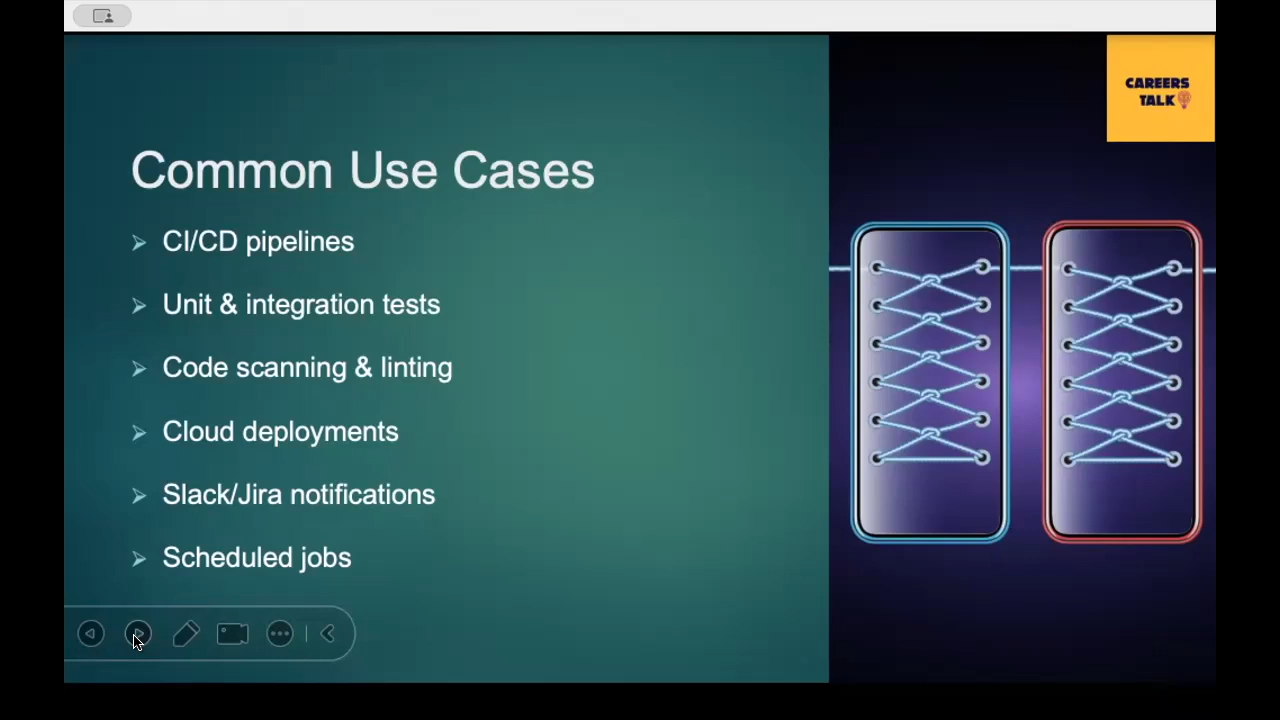 CAREERS
TALK
Common Use Cases
CI/CD pipelines
Unit & integration tests
Code scanning & linting
Cloud deployments
Slack/Jira notifications
Scheduled jobs